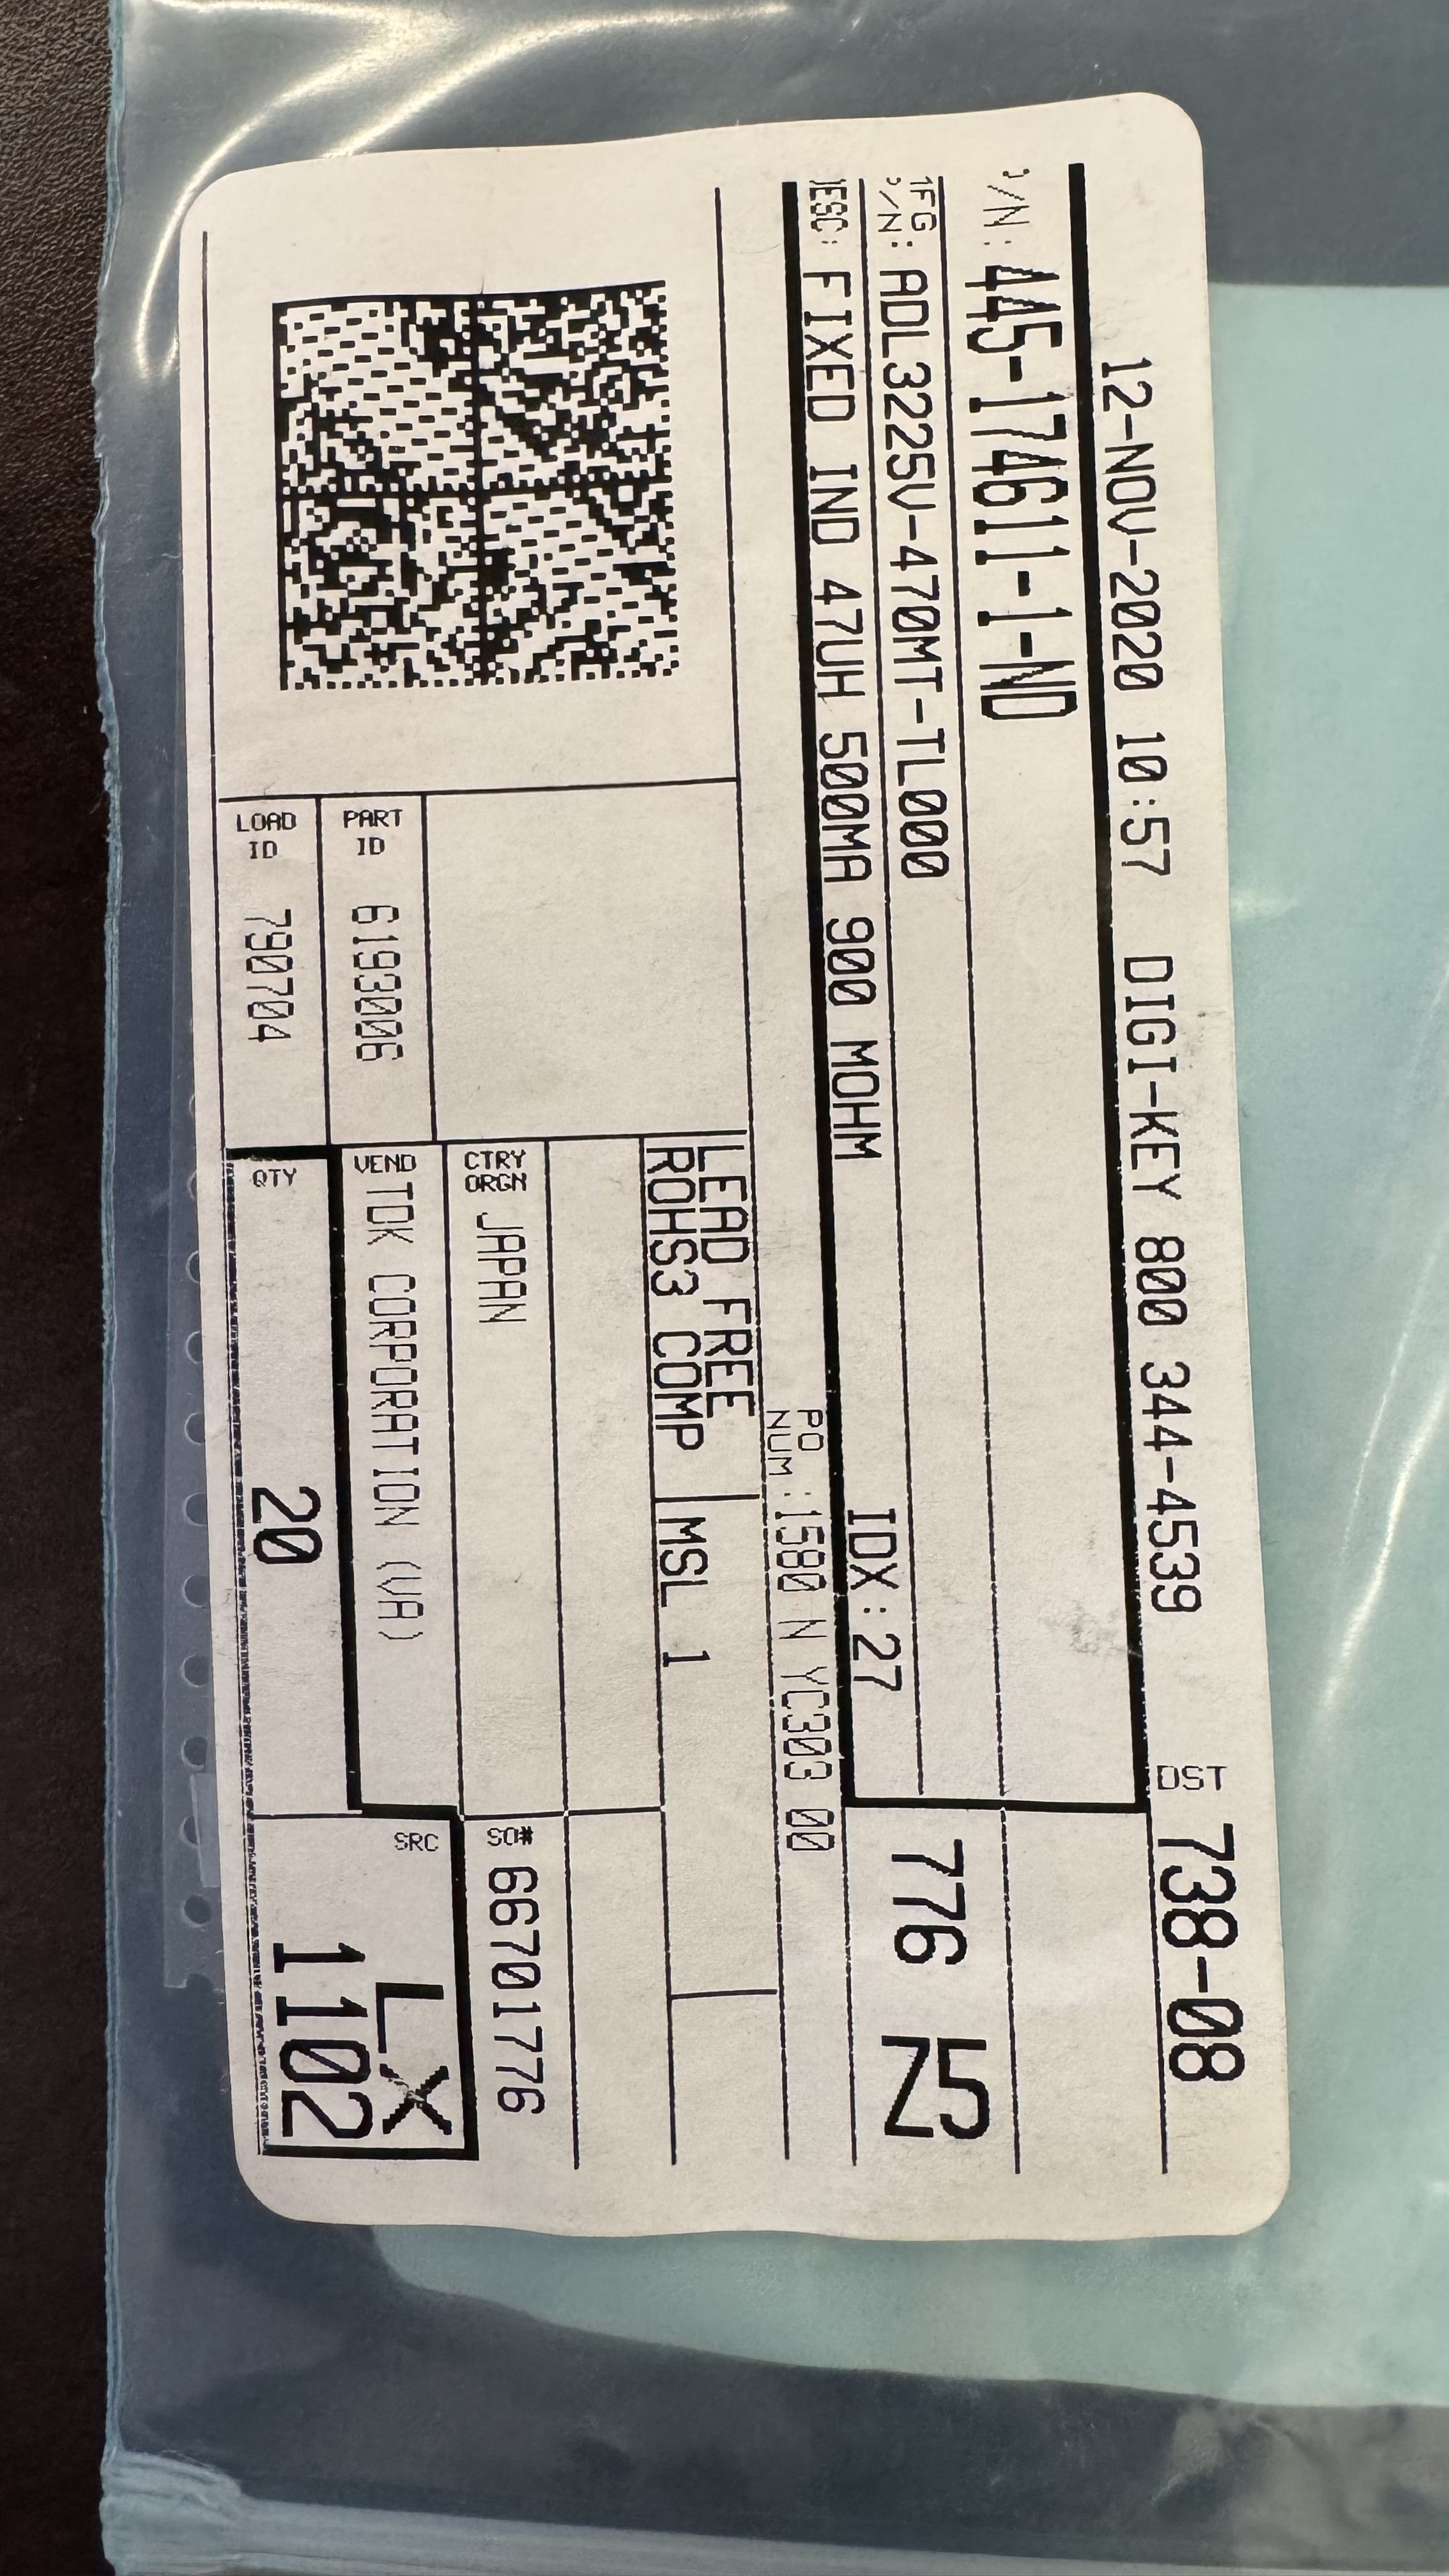 12-NOV-2020 10:57 DIGI-KEY 800 344-4539 DST 738-08
P/N: 445-174611-1-ND
MFG P/N: ADL3225V-470MT-TL000
776 ZS
DESC: FIXED IND 47UH 500MA 900 MOHM IDX:27
PO NUM :1580 N YC303 00
LEAD FREE
ROHS3 COMP
MSL 1
CTRY ORGN JAPAN
SO# 66701776
PART ID 6193006
VEND TDK CORPORATION (VA)
LOAD ID 790704
QTY 20
SRC LX
1102